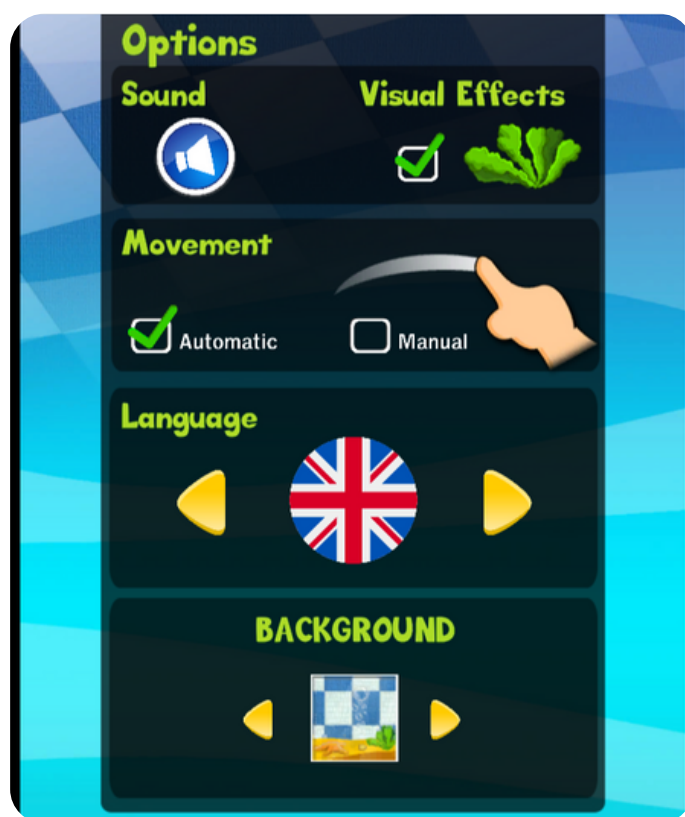 Options
Sound
Visual Effects
Movement
Automatic
Manual
Language
BACKGROUND